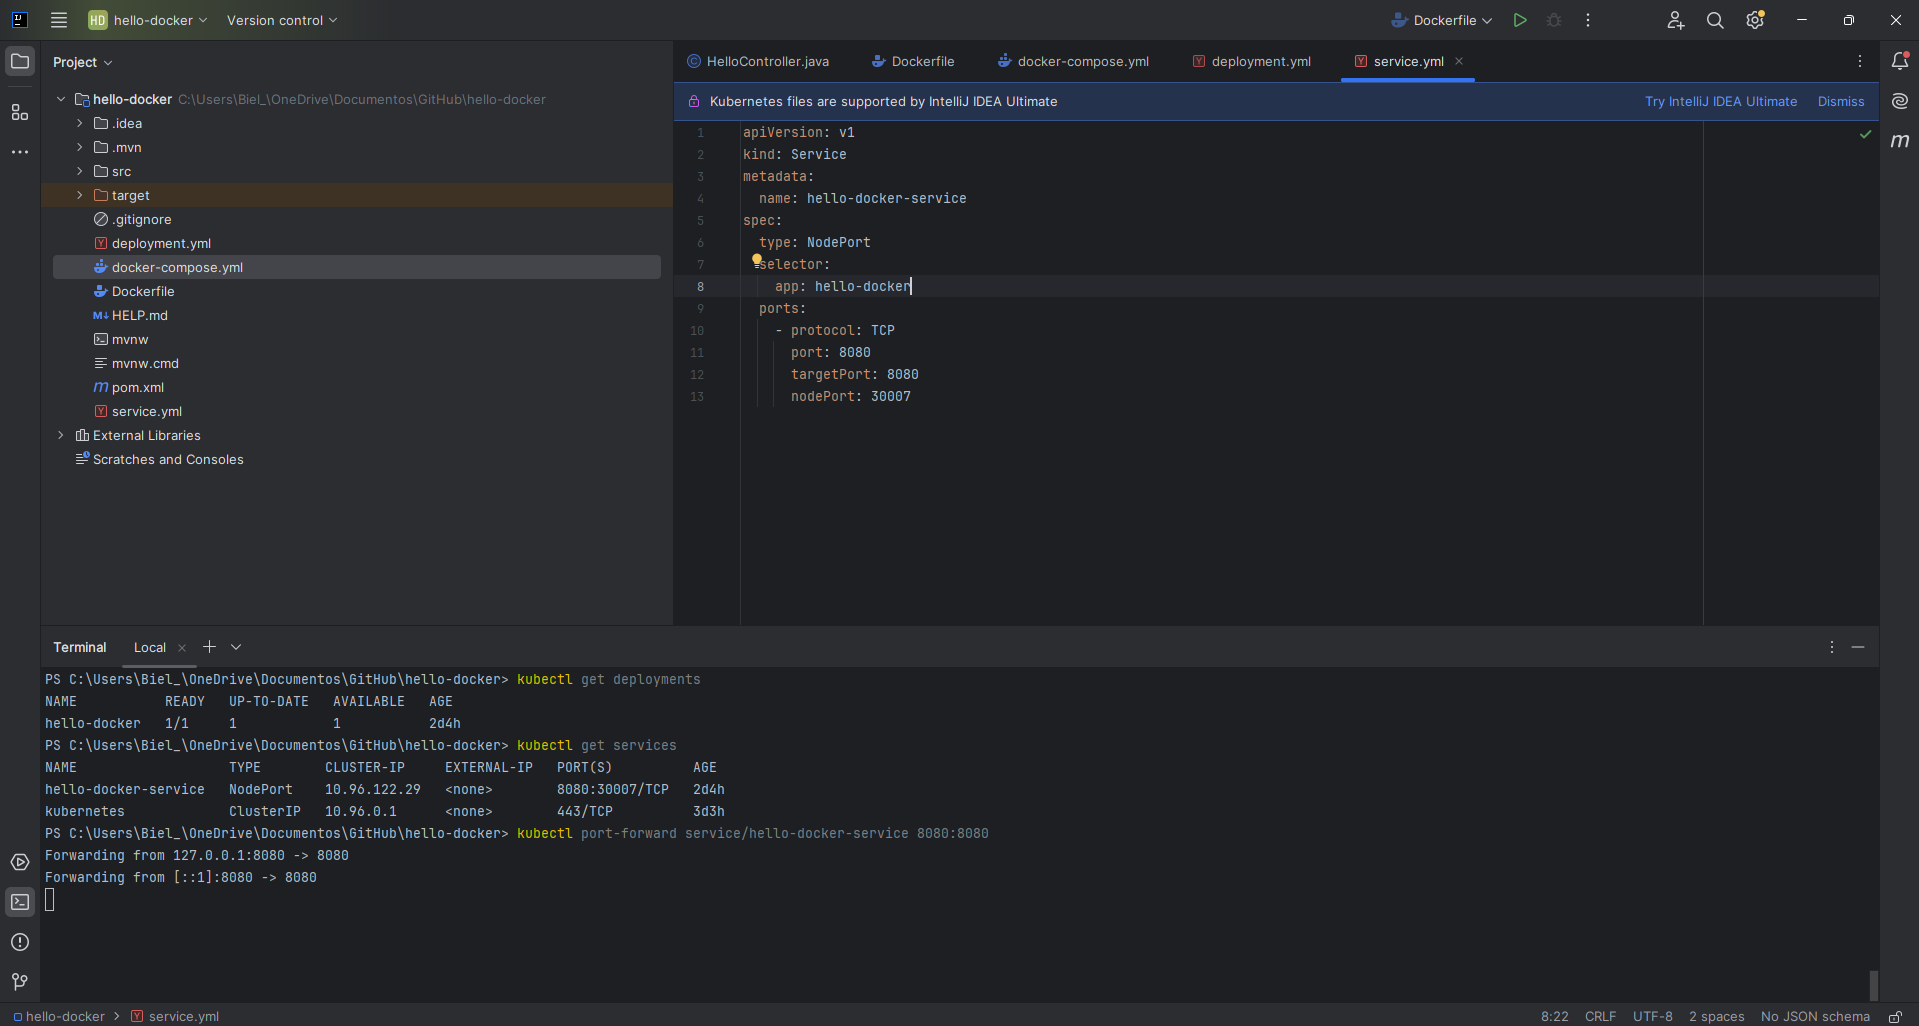 HD hello-docker Version control Dockerfile
Project
HelloController.java Dockerfile docker-compose.yml deployment.yml service.yml
Kubernetes files are supported by IntelliJ IDEA Ultimate Try IntelliJ IDEA Ultimate Dismiss
hello-docker C:\Users\Biel_\OneDrive\Documentos\GitHub\hello-docker
.idea
.mvn
src
target
.gitignore
deployment.yml
docker-compose.yml
Dockerfile
M↓ HELP.md
mvnw
mvnw.cmd
m pom.xml
service.yml
External Libraries
Scratches and Consoles
1 apiVersion: v1
2 kind: Service
3 metadata:
4   name: hello-docker-service
5 spec:
6   type: NodePort
7   selector:
8     app: hello-docker
9   ports:
10     - protocol: TCP
11       port: 8080
12       targetPort: 8080
13       nodePort: 30007
m
Terminal Local
PS C:\Users\Biel_\OneDrive\Documentos\GitHub\hello-docker> kubectl get deployments
NAME           READY   UP-TO-DATE   AVAILABLE   AGE
hello-docker   1/1     1            1           2d4h
PS C:\Users\Biel_\OneDrive\Documentos\GitHub\hello-docker> kubectl get services
NAME                   TYPE        CLUSTER-IP     EXTERNAL-IP   PORT(S)          AGE
hello-docker-service   NodePort    10.96.122.29   <none>        8080:30007/TCP   2d4h
kubernetes             ClusterIP   10.96.0.1      <none>        443/TCP          3d3h
PS C:\Users\Biel_\OneDrive\Documentos\GitHub\hello-docker> kubectl port-forward service/hello-docker-service 8080:8080
Forwarding from 127.0.0.1:8080 -> 8080
Forwarding from [::1]:8080 -> 8080
hello-docker > service.yml 8:22 CRLF UTF-8 2 spaces No JSON schema